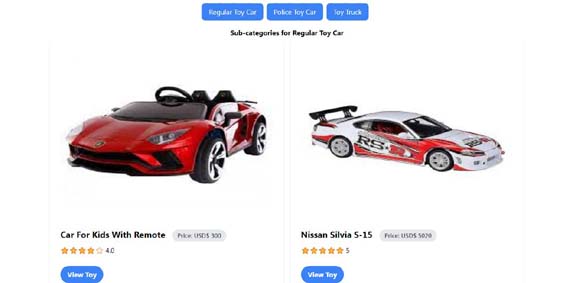 Regular Toy Car Police Toy Car Toy Truck
Sub-categories for Regular Toy Car
RS-R
Car For Kids With Remote Price: USD$ 300
4.0
Nissan Silvia S-15 Price: USD$ 5020
5
View Toy
View Toy